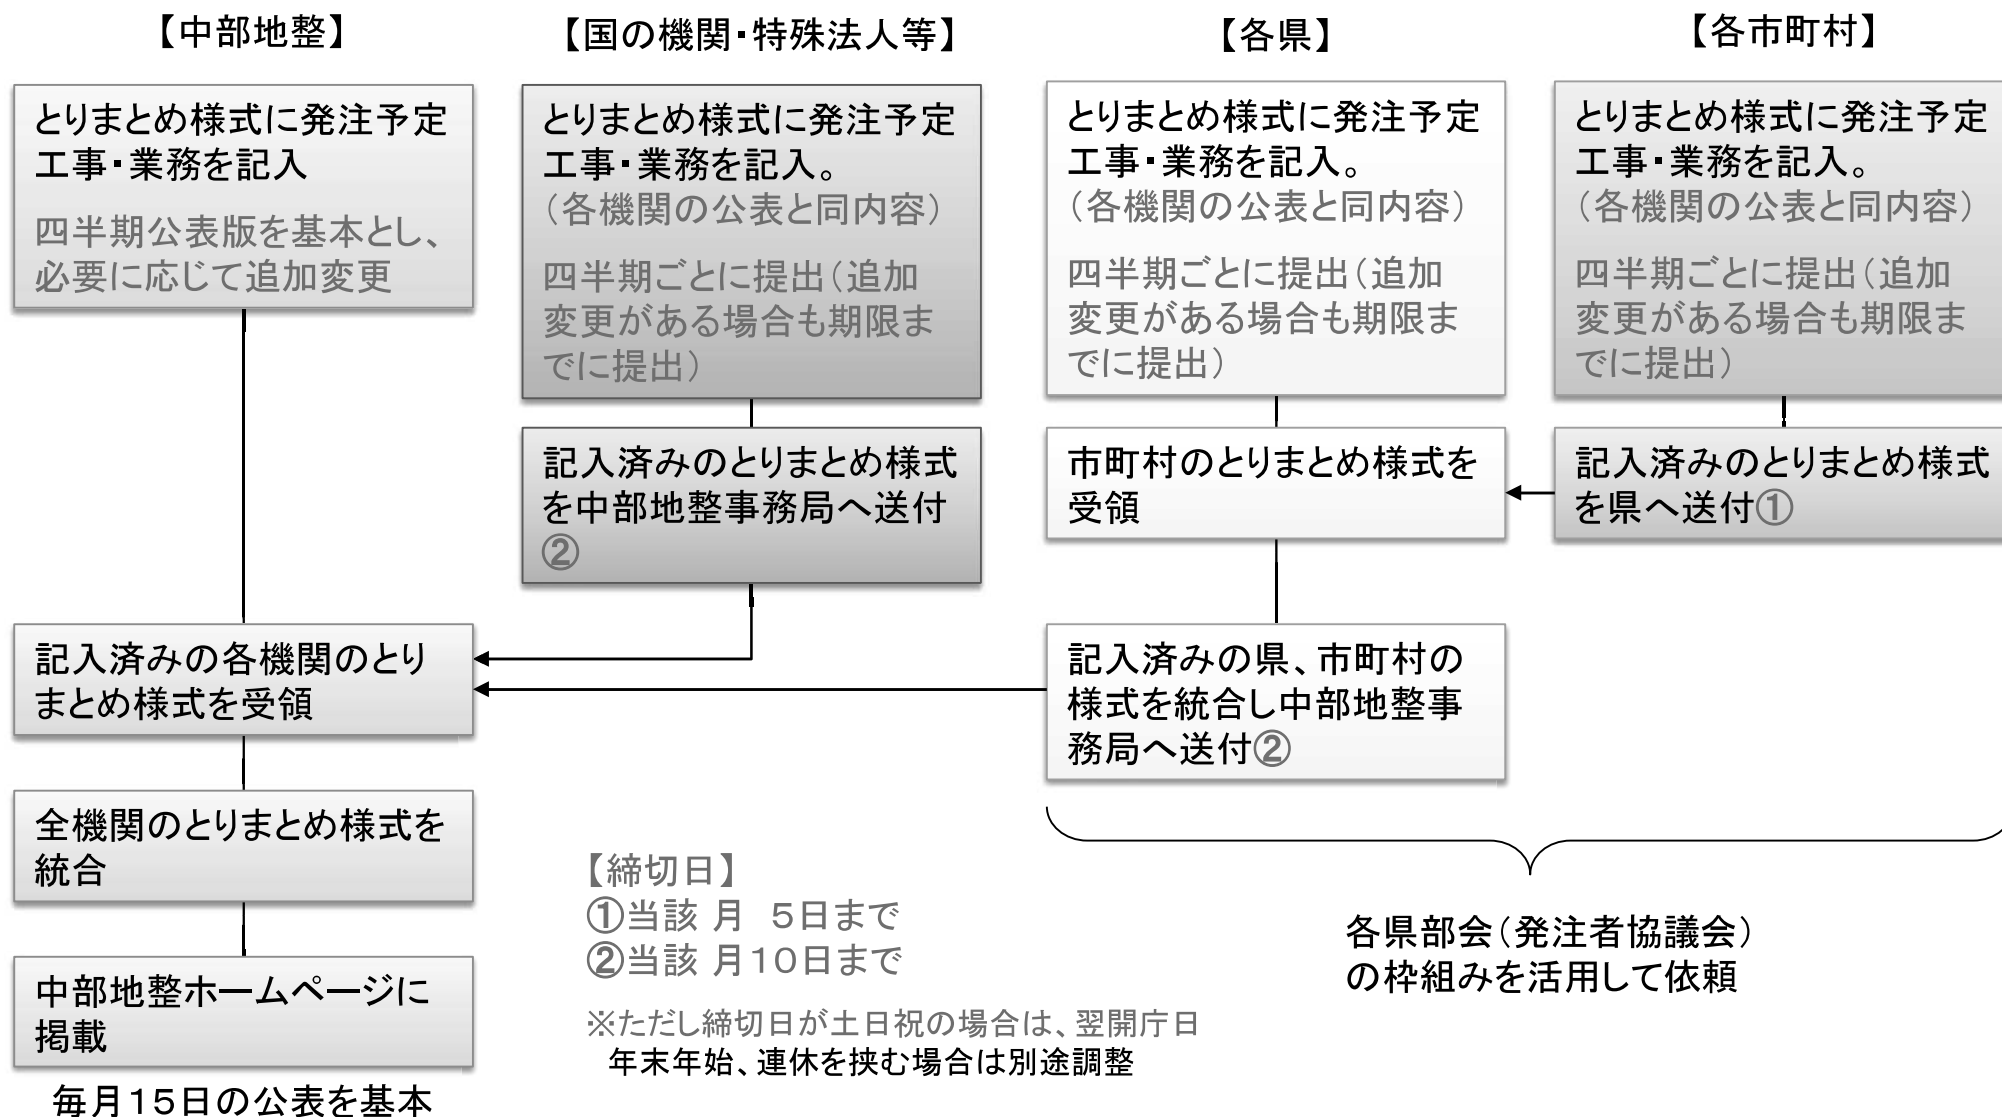 【中部地整】
とりまとめ様式に発注予定
工事・業務を記入
四半期公表版を基本とし、
必要に応じて追加変更
記入済みの各機関のとり
まとめ様式を受領
全機関のとりまとめ様式を
統合
中部地整ホームページに
掲載
毎月15日の公表を基本
【国の機関・特殊法人等】
とりまとめ様式に発注予定
工事・業務を記入。
（各機関の公表と同内容）
四半期ごとに提出（追加
変更がある場合も期限ま
でに提出）
記入済みのとりまとめ様式
を中部地整事務局へ送付
②
【各県】
とりまとめ様式に発注予定
工事・業務を記入。
（各機関の公表と同内容）
四半期ごとに提出（追加
変更がある場合も期限ま
でに提出）
市町村のとりまとめ様式を
受領
記入済みの県、市町村の
様式を統合し中部地整事
務局へ送付②
【各市町村】
とりまとめ様式に発注予定
工事・業務を記入。
（各機関の公表と同内容）
四半期ごとに提出（追加
変更がある場合も期限ま
でに提出）
記入済みのとりまとめ様式
を県へ送付①
各県部会（発注者協議会）
の枠組みを活用して依頼
【締切日】
①当該 月　5日まで
②当該 月10日まで
※ただし締切日が土日祝の場合は、翌開庁日
年末年始、連休を挟む場合は別途調整